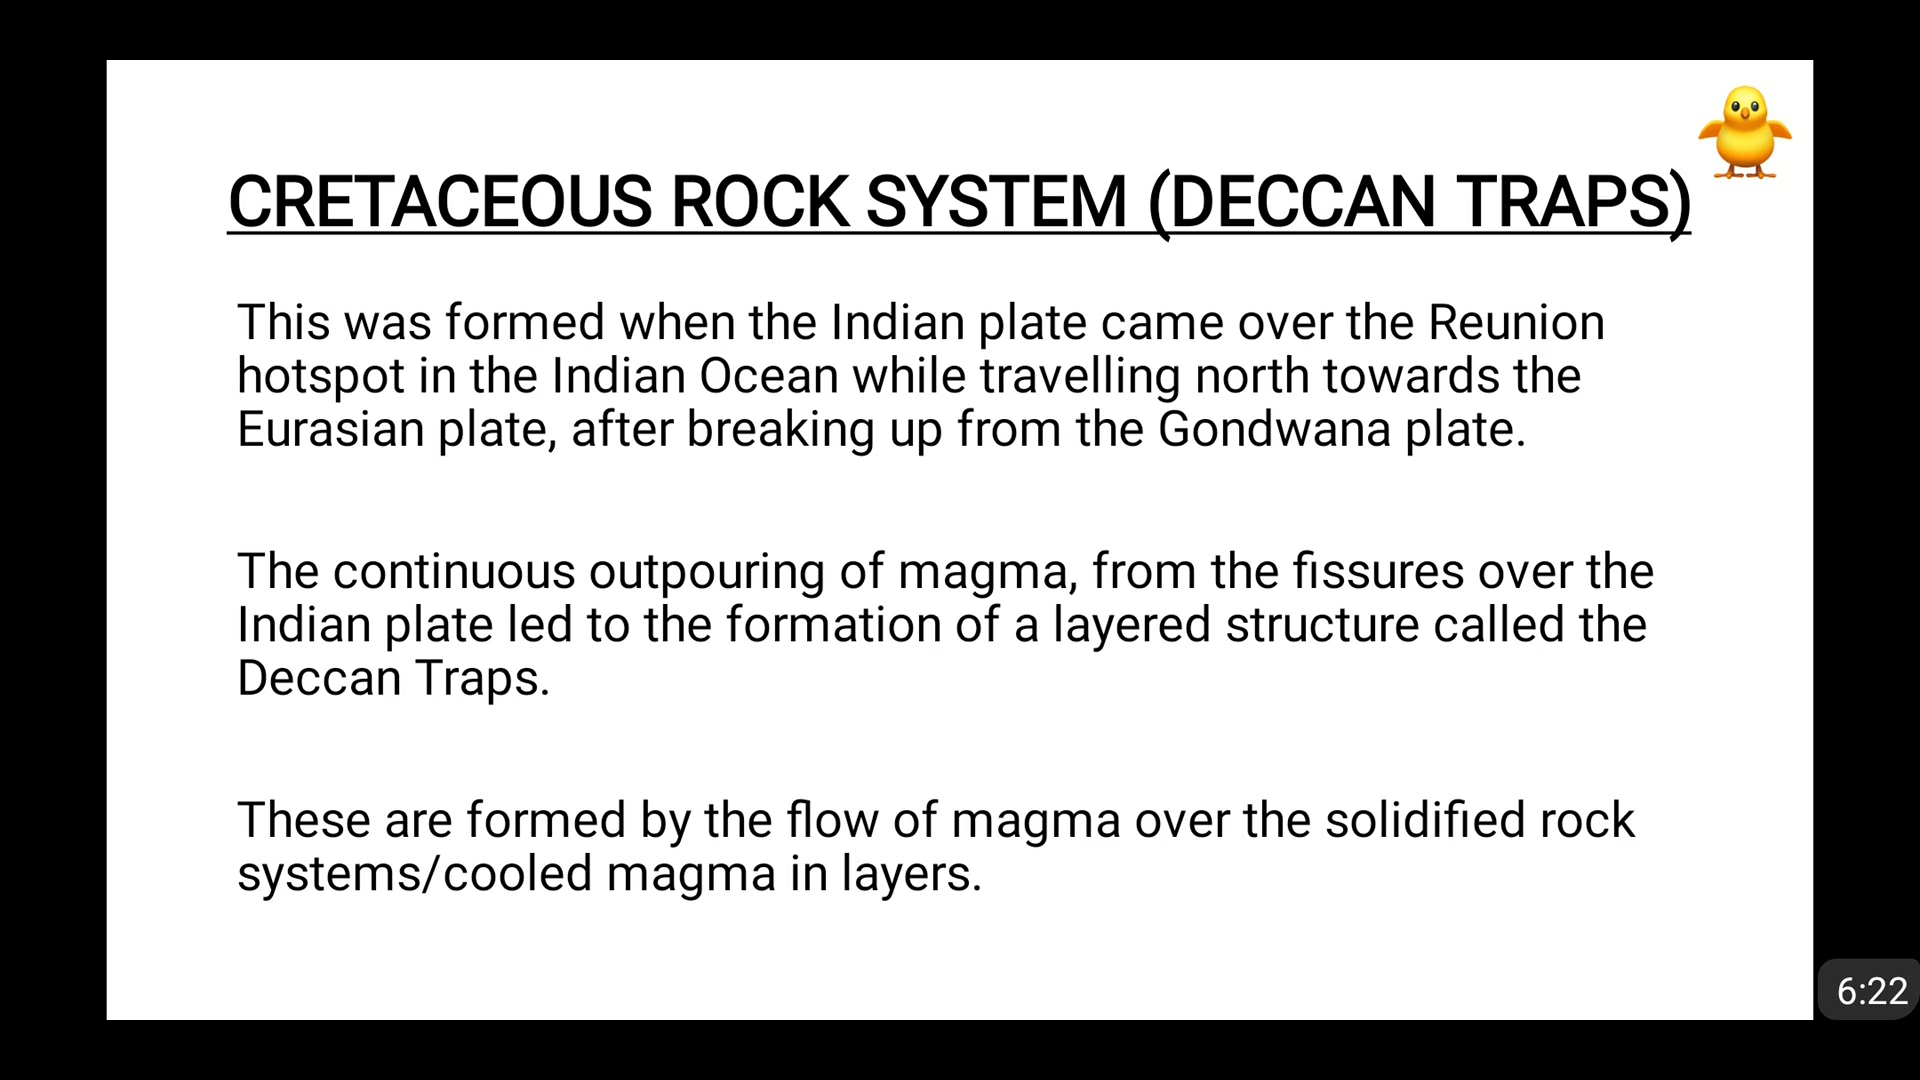 CRETACEOUS ROCK SYSTEM (DECCAN TRAPS)
This was formed when the Indian plate came over the Reunion
hotspot in the Indian Ocean while travelling north towards the
Eurasian plate, after breaking up from the Gondwana plate.
The continuous outpouring of magma, from the fissures over the
Indian plate led to the formation of a layered structure called the
Deccan Traps.
These are formed by the flow of magma over the solidified rock
systems/cooled magma in layers.
6:22